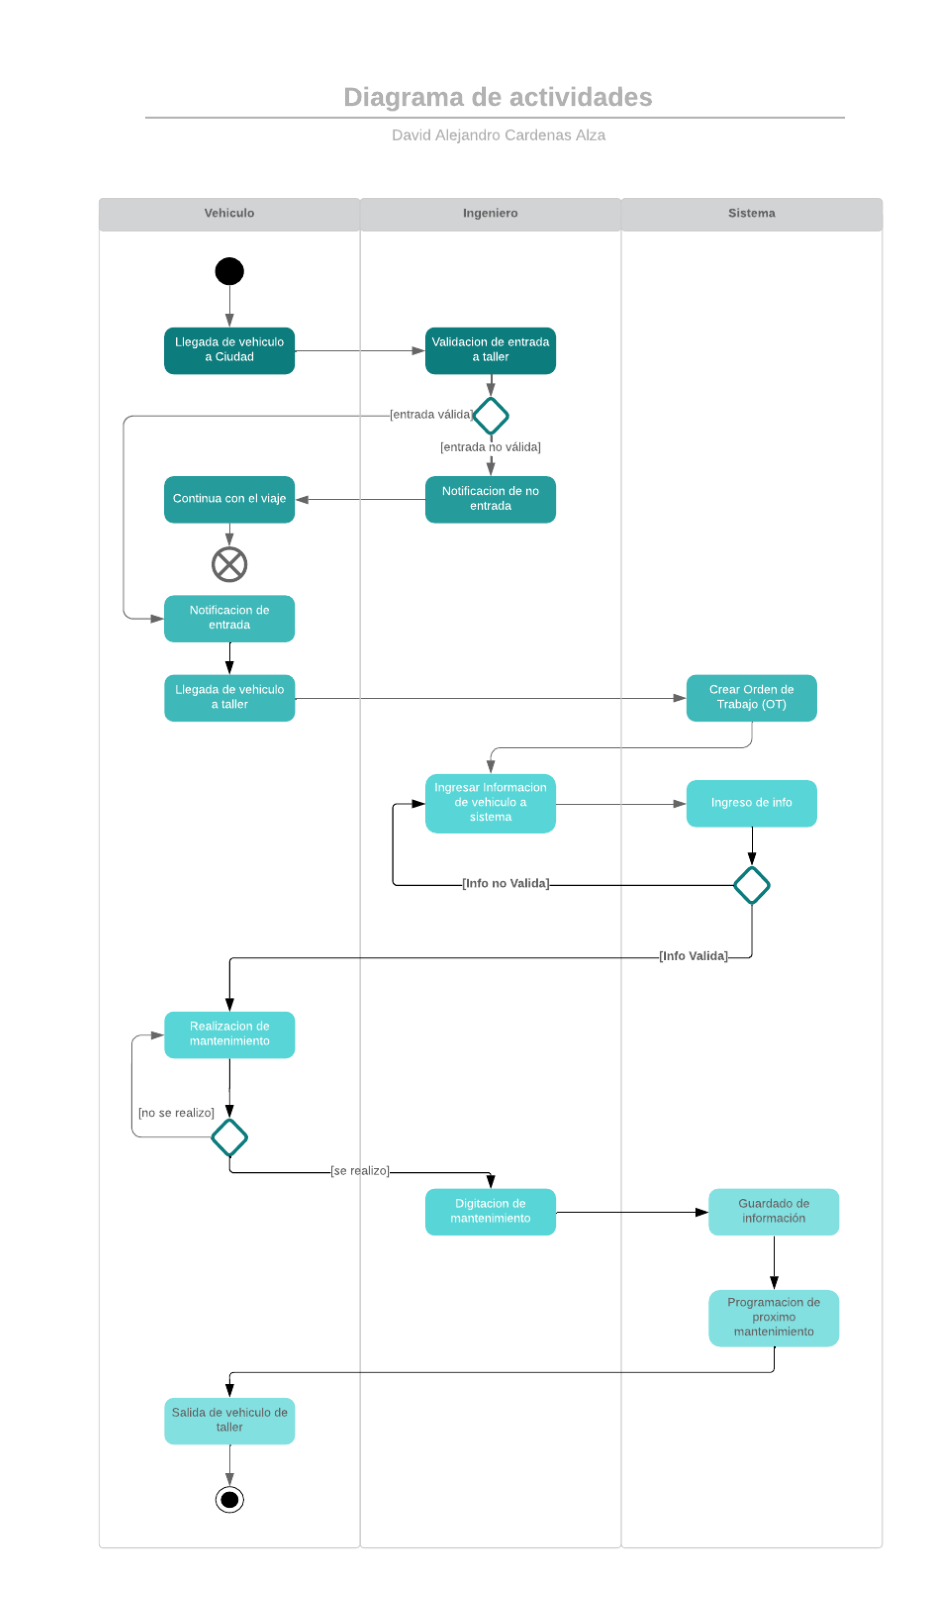 Diagrama de actividades
David Alejandro Cardenas Alza
Vehiculo
Ingeniero
Sistema
Llegada de vehiculo
a Ciudad
Validacion de entrada
a taller
[entrada válida]
[entrada no válida]
Continua con el viaje
Notificacion de no
entrada
Notificacion de
entrada
Llegada de vehiculo
a taller
Crear Orden de
Trabajo (OT)
Ingresar Informacion
de vehiculo a
sistema
Ingreso de info
[Info no Valida]
[Info Valida]
Realizacion de
mantenimiento
[no se realizo]
[se realizo]
Digitacion de
mantenimiento
Guardado de
información
Programacion de
proximo
mantenimiento
Salida de vehiculo de
taller